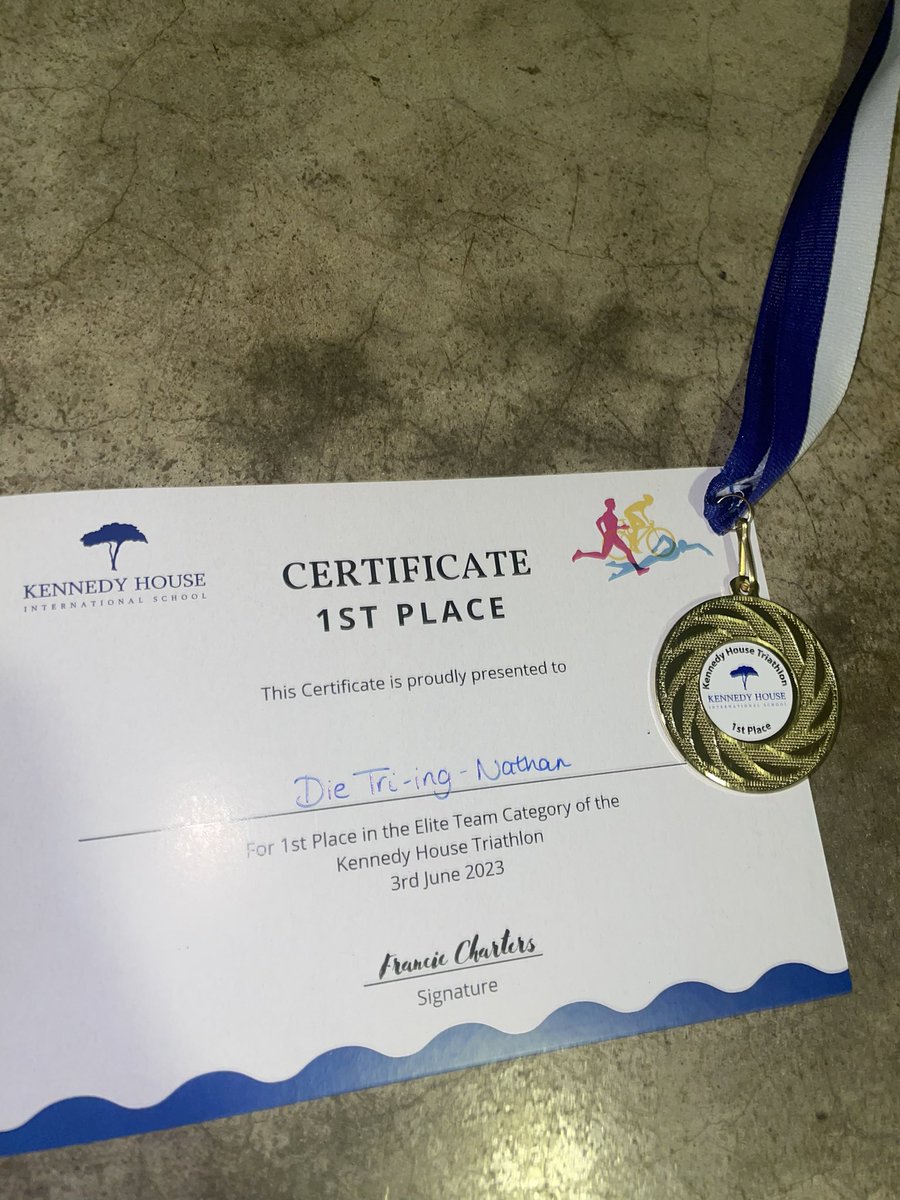 KENNEDY HOUSE
INTERNATIONAL SCHOOL
CERTIFICATE
1ST PLACE
This Certificate is proudly presented to
Die Tri-ing - Nathan
For 1st Place in the Elite Team Category of the
Kennedy House Triathlon
3rd June 2023
Francie Charters
Signature
Kennedy House Triathlon
KENNEDY HOUSE
INTERNATIONAL SCHOOL
1st Place